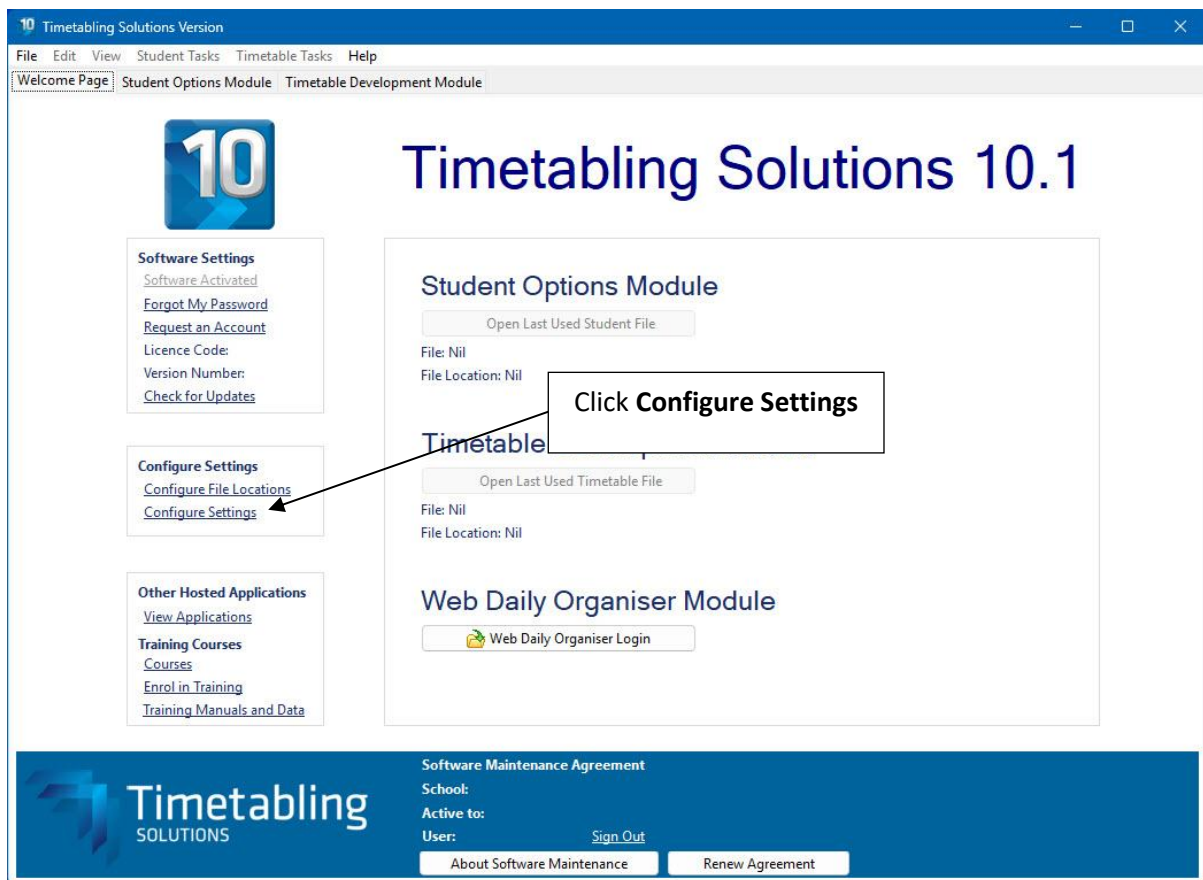 10 Timetabling Solutions Version
File Edit View Student Tasks Timetable Tasks Help
Welcome Page Student Options Module Timetable Development Module
10
Timetabling Solutions 10.1
Software Settings
Software Activated
Forgot My Password
Request an Account
Licence Code:
Version Number:
Check for Updates
Configure Settings
Configure File Locations
Configure Settings
Other Hosted Applications
View Applications
Training Courses
Courses
Enrol in Training
Training Manuals and Data
Student Options Module
Open Last Used Student File
File: Nil
File Location: Nil
Click Configure Settings
Timetable
Open Last Used Timetable File
File: Nil
File Location: Nil
Web Daily Organiser Module
Web Daily Organiser Login
Timetabling
SOLUTIONS
Software Maintenance Agreement
School:
Active to:
User: Sign Out
About Software Maintenance Renew Agreement